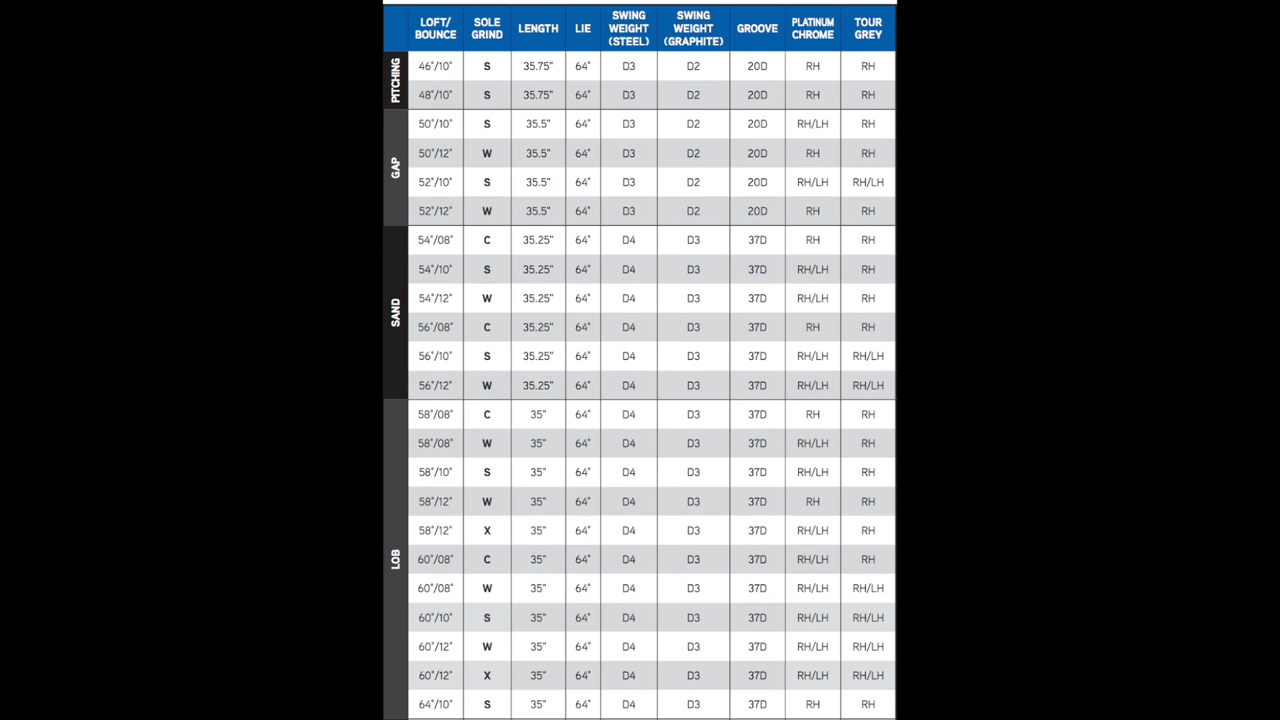 LOFT/BOUNCE SOLE GRIND LENGTH LIE SWING WEIGHT (STEEL) SWING WEIGHT (GRAPHITE) GROOVE PLATINUM CHROME TOUR GREY
PITCHING
46°/10° S 35.75" 64° D3 D2 20D RH RH
48°/10° S 35.75" 64° D3 D2 20D RH RH
GAP
50°/10° S 35.5" 64° D3 D2 20D RH/LH RH
50°/12° W 35.5" 64° D3 D2 20D RH RH
52°/10° S 35.5" 64° D3 D2 20D RH/LH RH/LH
52°/12° W 35.5" 64° D3 D2 20D RH RH
SAND
54°/08° C 35.25" 64° D4 D3 37D RH RH
54°/10° S 35.25" 64° D4 D3 37D RH/LH RH
54°/12° W 35.25" 64° D4 D3 37D RH/LH RH
56°/08° C 35.25" 64° D4 D3 37D RH RH
56°/10° S 35.25" 64° D4 D3 37D RH/LH RH/LH
56°/12° W 35.25" 64° D4 D3 37D RH/LH RH/LH
LOB
58°/08° C 35" 64° D4 D3 37D RH RH
58°/08° W 35" 64° D4 D3 37D RH/LH RH
58°/10° S 35" 64° D4 D3 37D RH/LH RH
58°/12° W 35" 64° D4 D3 37D RH RH
58°/12° X 35" 64° D4 D3 37D RH/LH RH
60°/08° C 35" 64° D4 D3 37D RH/LH RH
60°/08° W 35" 64° D4 D3 37D RH/LH RH/LH
60°/10° S 35" 64° D4 D3 37D RH/LH RH/LH
60°/12° W 35" 64° D4 D3 37D RH/LH RH/LH
60°/12° X 35" 64° D4 D3 37D RH/LH RH/LH
64°/10° S 35" 64° D4 D3 37D RH RH